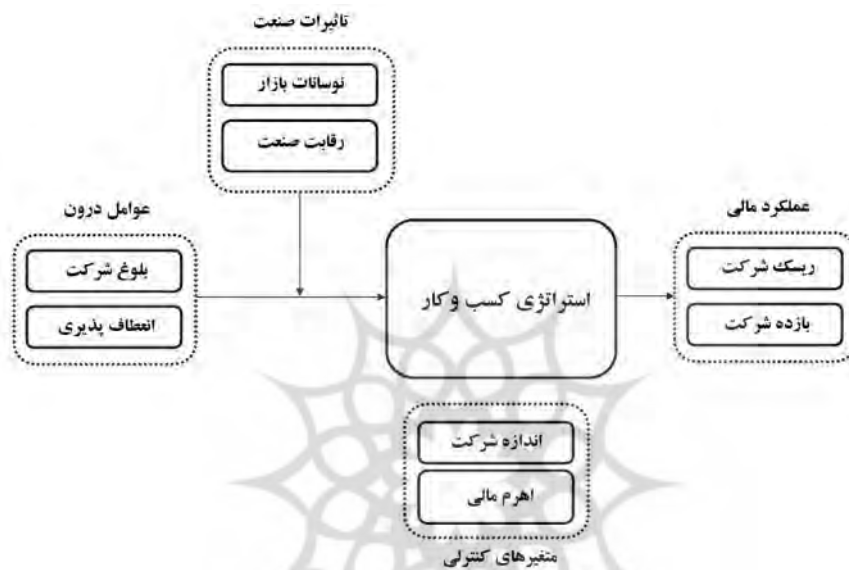 تاثیرات صنعت
نوسانات بازار
رقابت صنعت
عوامل درون
بلوغ شرکت
انعطاف پذیری
استراتژی کسب وکار
عملکرد مالی
ریسک شرکت
بازده شرکت
اندازه شرکت
اهرم مالی
متغیرهای کنترلی